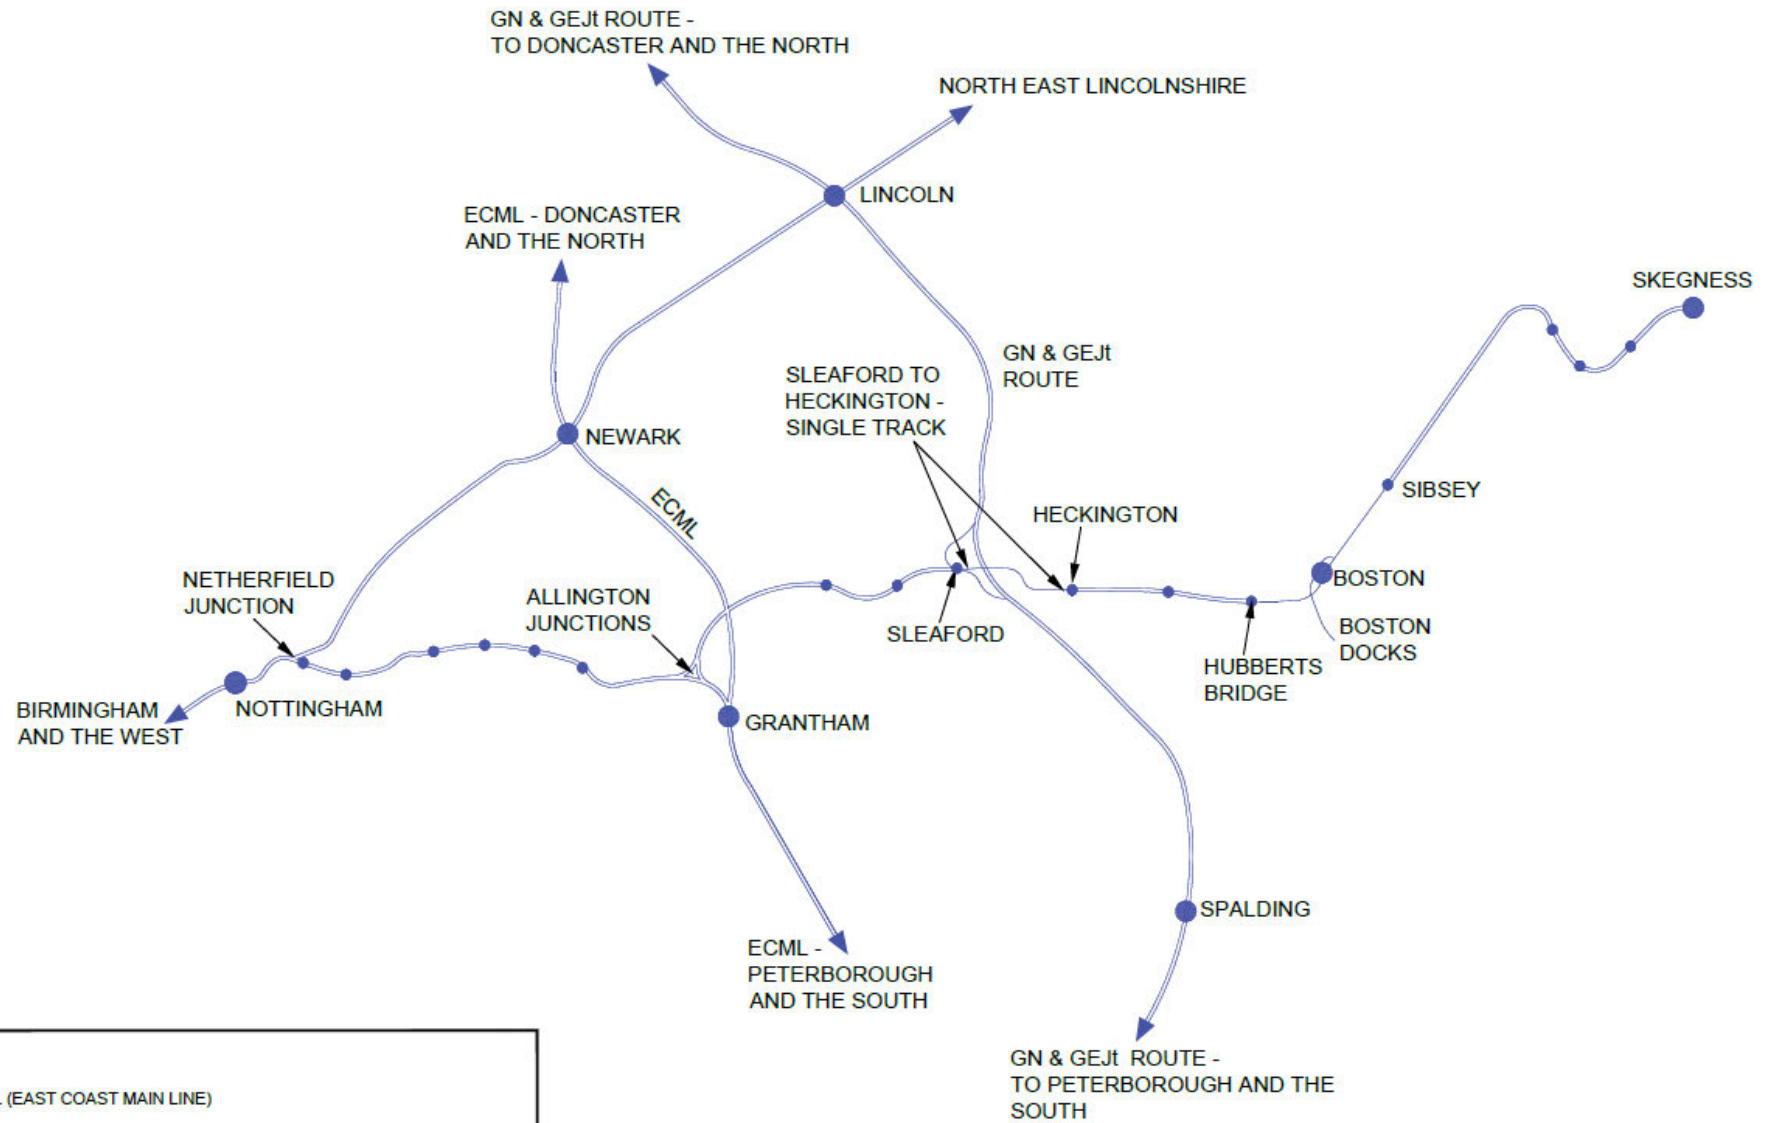 GN & GEJt ROUTE -
TO DONCASTER AND THE NORTH
NORTH EAST LINCOLNSHIRE
LINCOLN
ECML - DONCASTER
AND THE NORTH
SKEGNESS
GN & GEJt
ROUTE
SLEAFORD TO
HECKINGTON -
SINGLE TRACK
NEWARK
ECML
SIBSEY
HECKINGTON
NETHERFIELD
JUNCTION
ALLINGTON
JUNCTIONS
BOSTON
SLEAFORD
BOSTON
DOCKS
HUBBERTS
BRIDGE
BIRMINGHAM
AND THE WEST
NOTTINGHAM
GRANTHAM
SPALDING
ECML -
PETERBOROUGH
AND THE SOUTH
GN & GEJt ROUTE -
TO PETERBOROUGH AND THE
SOUTH
(EAST COAST MAIN LINE)